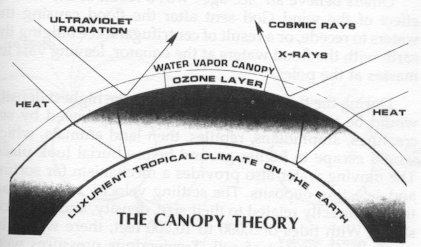 ULTRAVIOLET
RADIATION
COSMIC RAYS
X-RAYS
WATER VAPOR CANOPY
OZONE LAYER
HEAT
HEAT
LUXURIENT TROPICAL CLIMATE ON THE EARTH
THE CANOPY THEORY